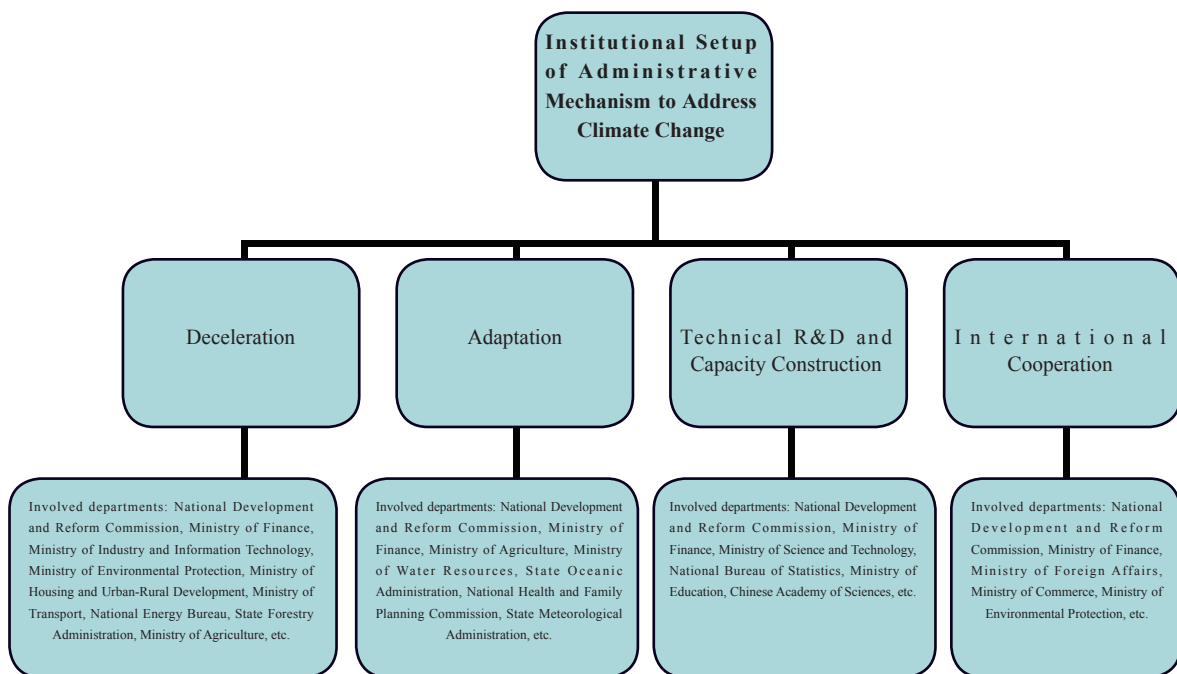 Institutional Setup
of Administrative
Mechanism to Address
Climate Change
Deceleration
Adaptation
Technical R&D and
Capacity Construction
International
Cooperation
Involved departments: National Development
and Reform Commission, Ministry of Finance,
Ministry of Industry and Information Technology,
Ministry of Environmental Protection, Ministry of
Housing and Urban-Rural Development, Ministry of
Transport, National Energy Bureau, State Forestry
Administration, Ministry of Agriculture, etc.
Involved departments: National Development
and Reform Commission, Ministry of
Finance, Ministry of Agriculture, Ministry
of Water Resources, State Oceanic
Administration, National Health and Family
Planning Commission, State Meteorological
Administration, etc.
Involved departments: National Development
and Reform Commission, Ministry of
Finance, Ministry of Science and Technology,
National Bureau of Statistics, Ministry of
Education, Chinese Academy of Sciences, etc.
Involved departments: National
Development and Reform
Commission, Ministry of Finance,
Ministry of Foreign Affairs,
Ministry of Commerce, Ministry of
Environmental Protection, etc.